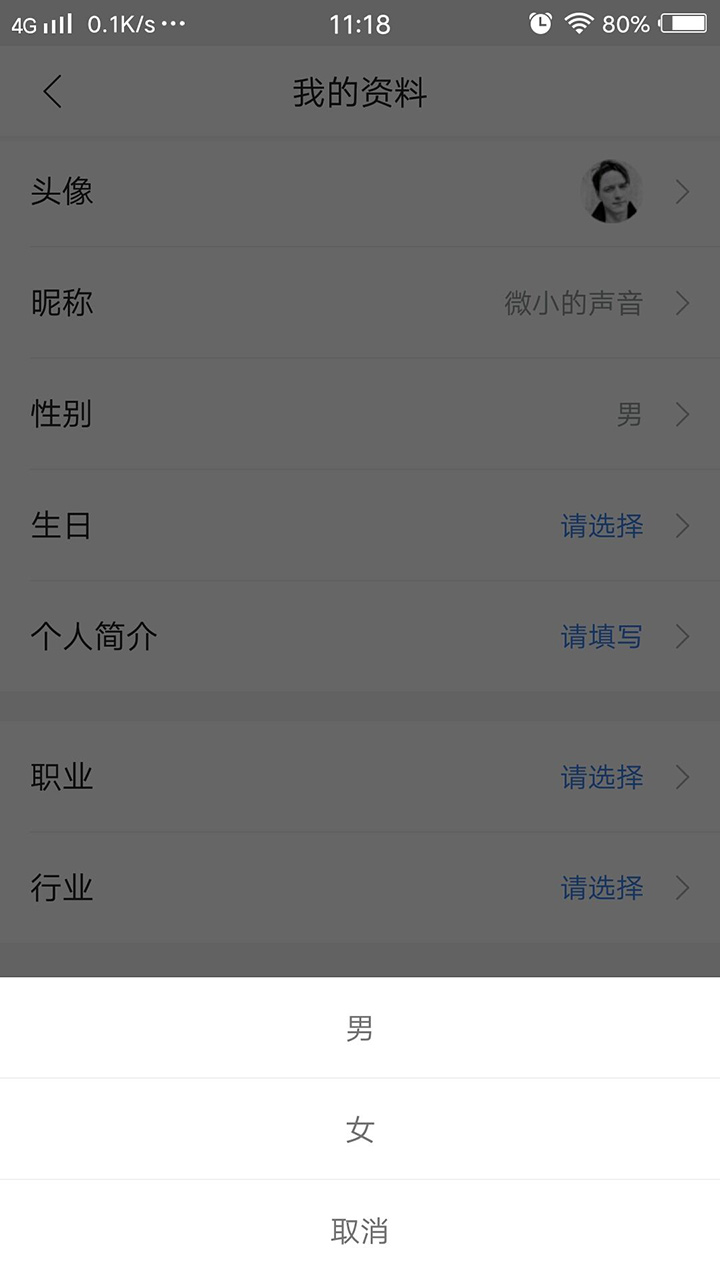 4G 0.1K/s ··· 11:18 80%
我的资料
头像
昵称 微小的声音
性别 男
生日 请选择
个人简介 请填写
职业 请选择
行业 请选择
男
女
取消